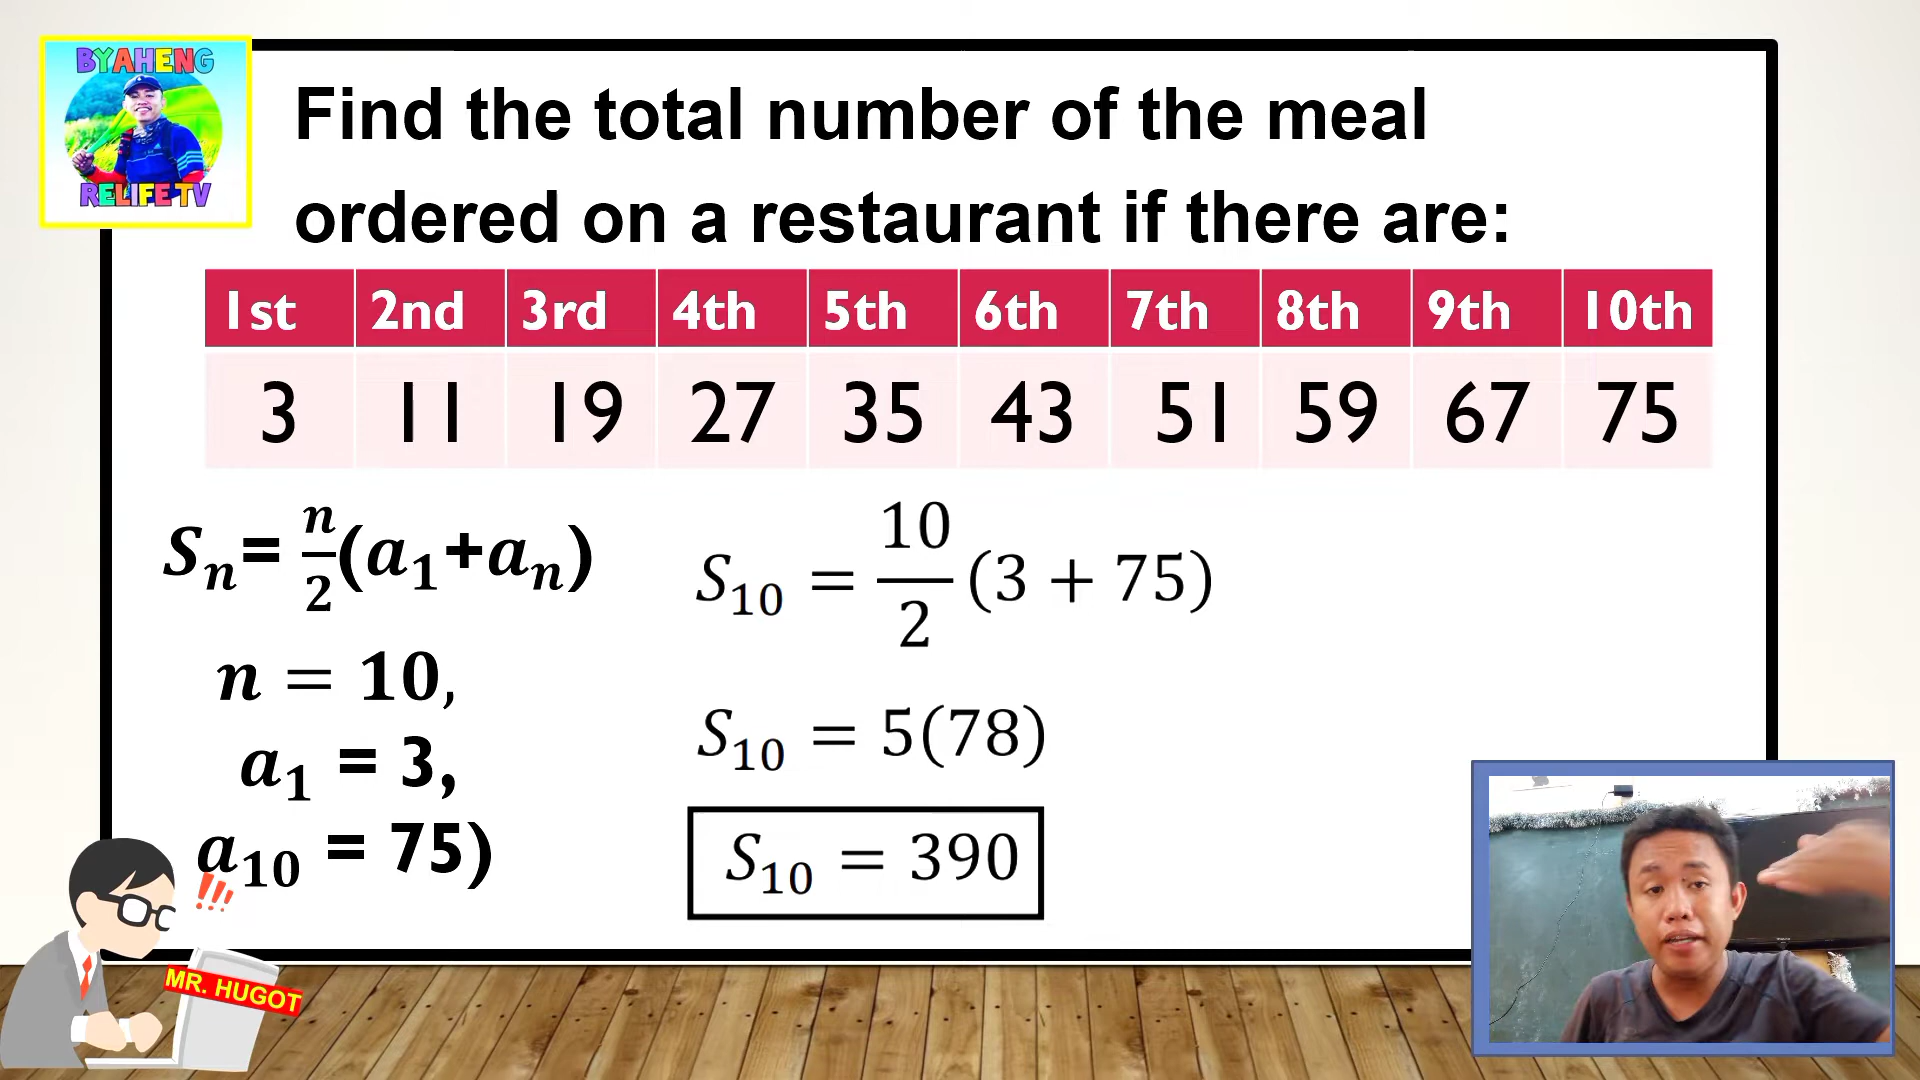 BYAHENG
RELIFE TV
Find the total number of the meal
ordered on a restaurant if there are:
1st 2nd 3rd 4th 5th 6th 7th 8th 9th 10th
3 11 19 27 35 43 51 59 67 75
Sₙ= n/2(a₁+aₙ)
n = 10,
a₁ = 3,
a₁₀ = 75)
S₁₀ = 10/2 (3 + 75)
S₁₀ = 5(78)
S₁₀ = 390
!!!
MR. HUGOT